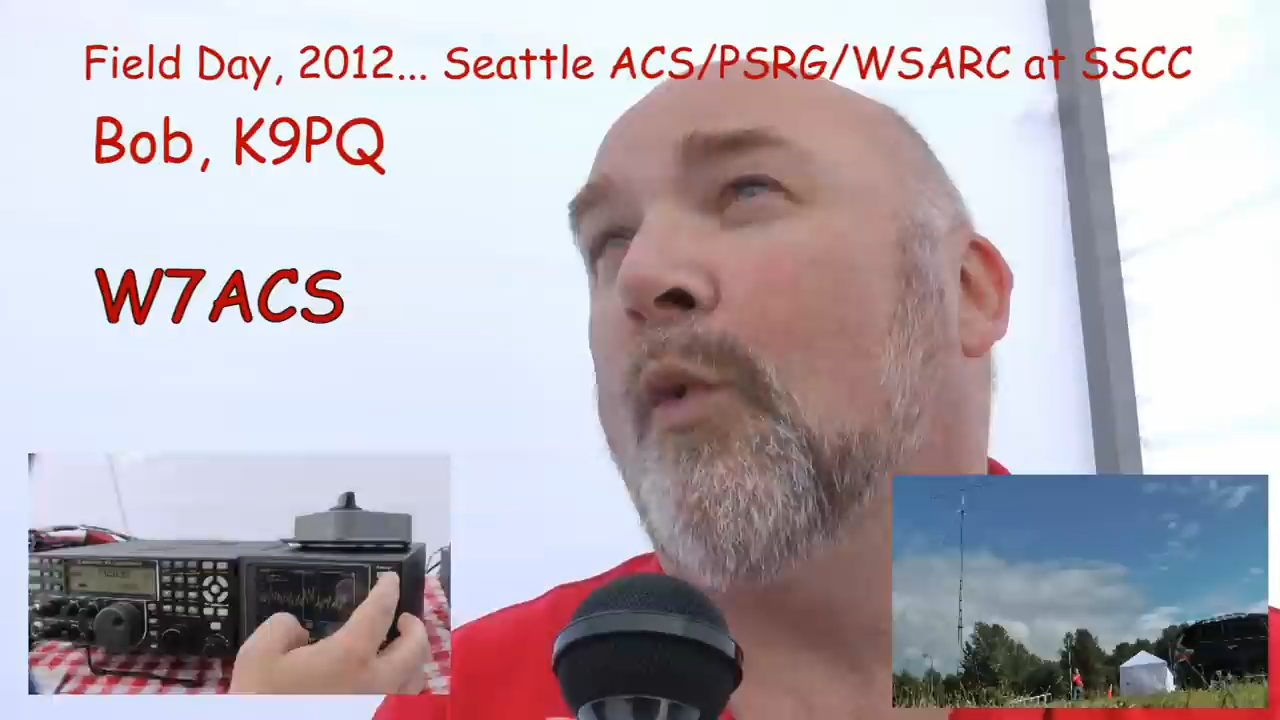 Field Day, 2012... Seattle ACS/PSRG/WSARC at SSCC
Bob, K9PQ
W7ACS